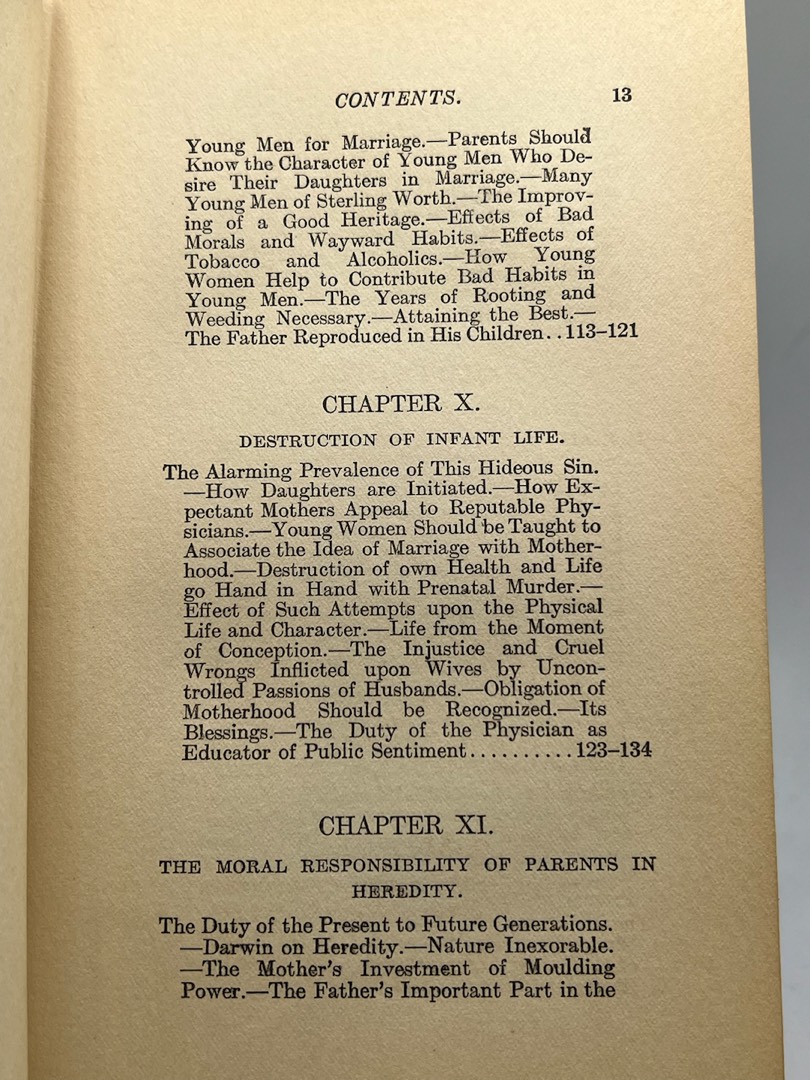 CONTENTS. 13
Young Men for Marriage.—Parents Should
Know the Character of Young Men Who De-
sire Their Daughters in Marriage.—Many
Young Men of Sterling Worth.—The Improv-
ing of a Good Heritage.—Effects of Bad
Morals and Wayward Habits.—Effects of
Tobacco and Alcoholics.—How Young
Women Help to Contribute Bad Habits in
Young Men.—The Years of Rooting and
Weeding Necessary.—Attaining the Best.—
The Father Reproduced in His Children..113–121
CHAPTER X.
DESTRUCTION OF INFANT LIFE.
The Alarming Prevalence of This Hideous Sin.
—How Daughters are Initiated.—How Ex-
pectant Mothers Appeal to Reputable Phy-
sicians.—Young Women Should be Taught to
Associate the Idea of Marriage with Mother-
hood.—Destruction of own Health and Life
go Hand in Hand with Prenatal Murder.—
Effect of Such Attempts upon the Physical
Life and Character.—Life from the Moment
of Conception.—The Injustice and Cruel
Wrongs Inflicted upon Wives by Uncon-
trolled Passions of Husbands.—Obligation of
Motherhood Should be Recognized.—Its
Blessings.—The Duty of the Physician as
Educator of Public Sentiment..........123–134
CHAPTER XI.
THE MORAL RESPONSIBILITY OF PARENTS IN
HEREDITY.
The Duty of the Present to Future Generations.
—Darwin on Heredity.—Nature Inexorable.
—The Mother's Investment of Moulding
Power.—The Father's Important Part in the